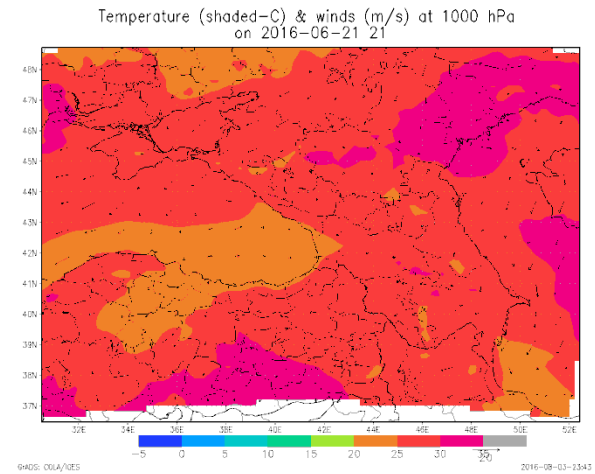 Temperature (shaded-C) & winds (m/s) at 1000 hPa
on 2016-06-21 21
48N
47N
46N
45N
44N
43N
42N
41N
40N
39N
38N
37N
32E 34E 36E 38E 40E 42E 44E 46E 48E 50E 52E
-5 0 5 10 15 20 25 30 35
20
GrADS: COLA/IGES 2016-08-03-23:43